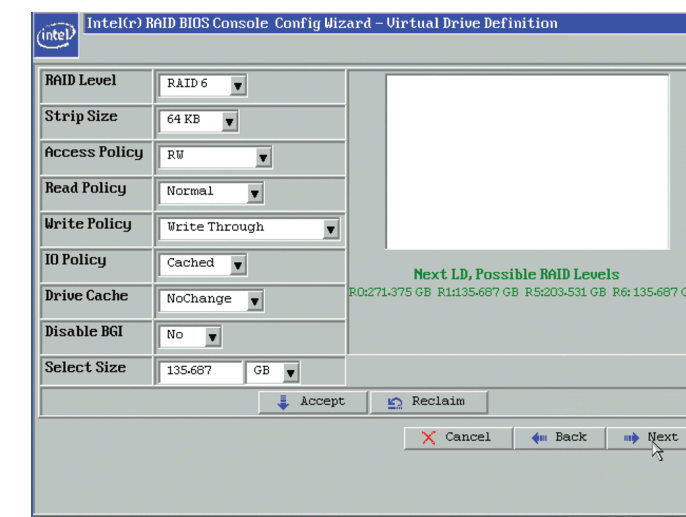 Intel(r) RAID BIOS Console Config Wizard - Virtual Drive Definition
intel
RAID Level RAID 6
Strip Size 64 KB
Access Policy RW
Read Policy Normal
Write Policy Write Through
IO Policy Cached
Drive Cache NoChange
Disable BGI No
Select Size 135.687 GB
Next LD, Possible RAID Levels
R0:271.375 GB R1:135.687 GB R5:203.531 GB R6: 135.687 G
Accept Reclaim
Cancel Back Next